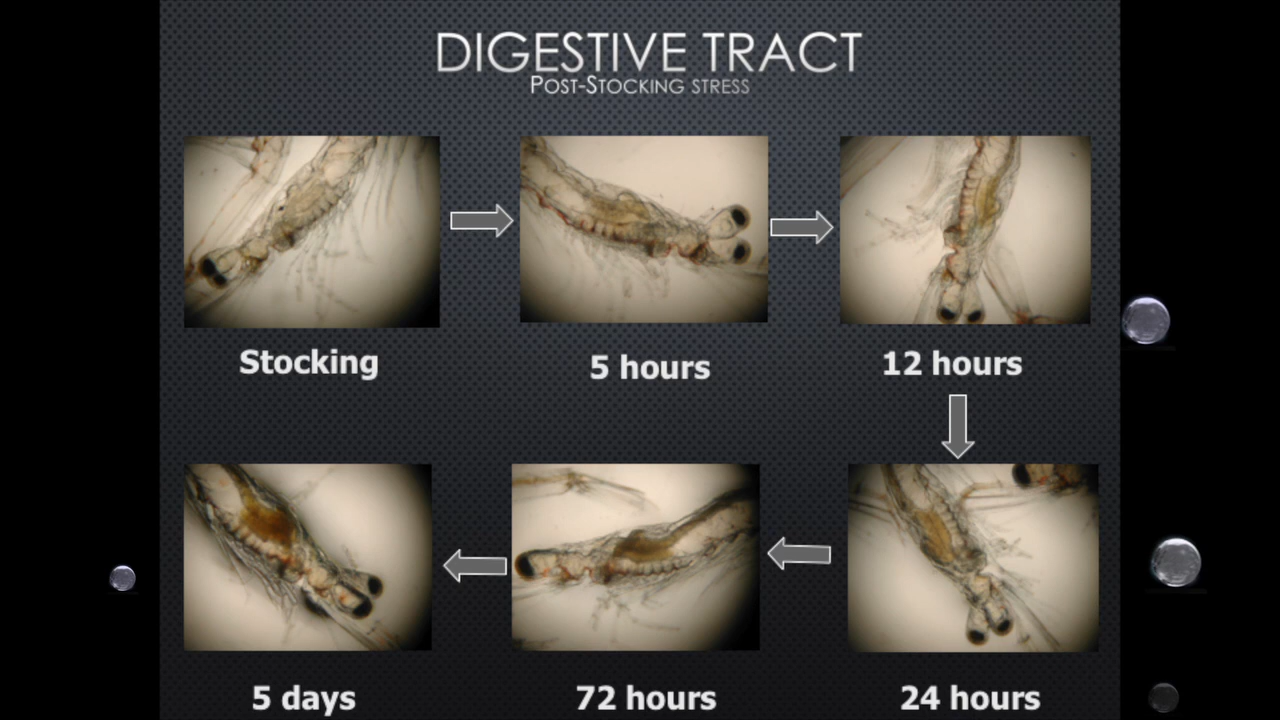 DIGESTIVE TRACT
POST-STOCKING STRESS
Stocking
5 hours
12 hours
5 days
72 hours
24 hours